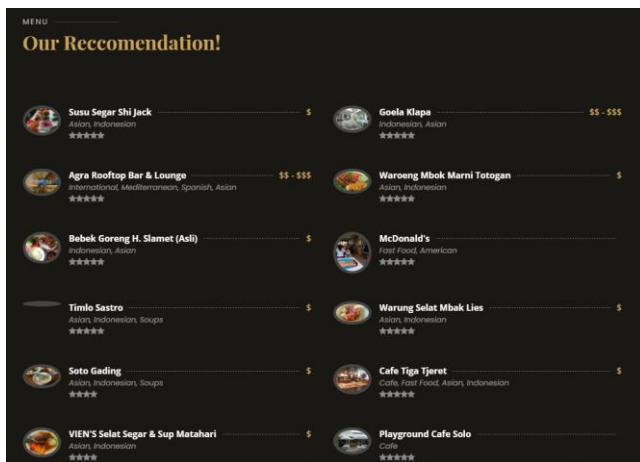 MENU
Our Reccomendation!
Susu Segar Shi Jack $
Asian, Indonesian
Agra Rooftop Bar & Lounge $$ - $$$
International, Mediterranean, Spanish, Asian
Bebek Goreng H. Slamet (Asli) $
Indonesian, Asian
Timlo Sastro $
Asian, Indonesian, Soups
Soto Gading $
Asian, Indonesian, Soups
VIEN'S Selat Segar & Sup Matahari $
Asian, Indonesian
Goela Klapa $$ - $$$
Indonesian, Asian
Waroeng Mbok Marni Totogan $
Asian, Indonesian
McDonald's
Fast Food, American
Warung Selat Mbak Lies $
Asian, Indonesian
Cafe Tiga Tjeret $
Cafe, Fast Food, Asian, Indonesian
Playground Cafe Solo
Cafe